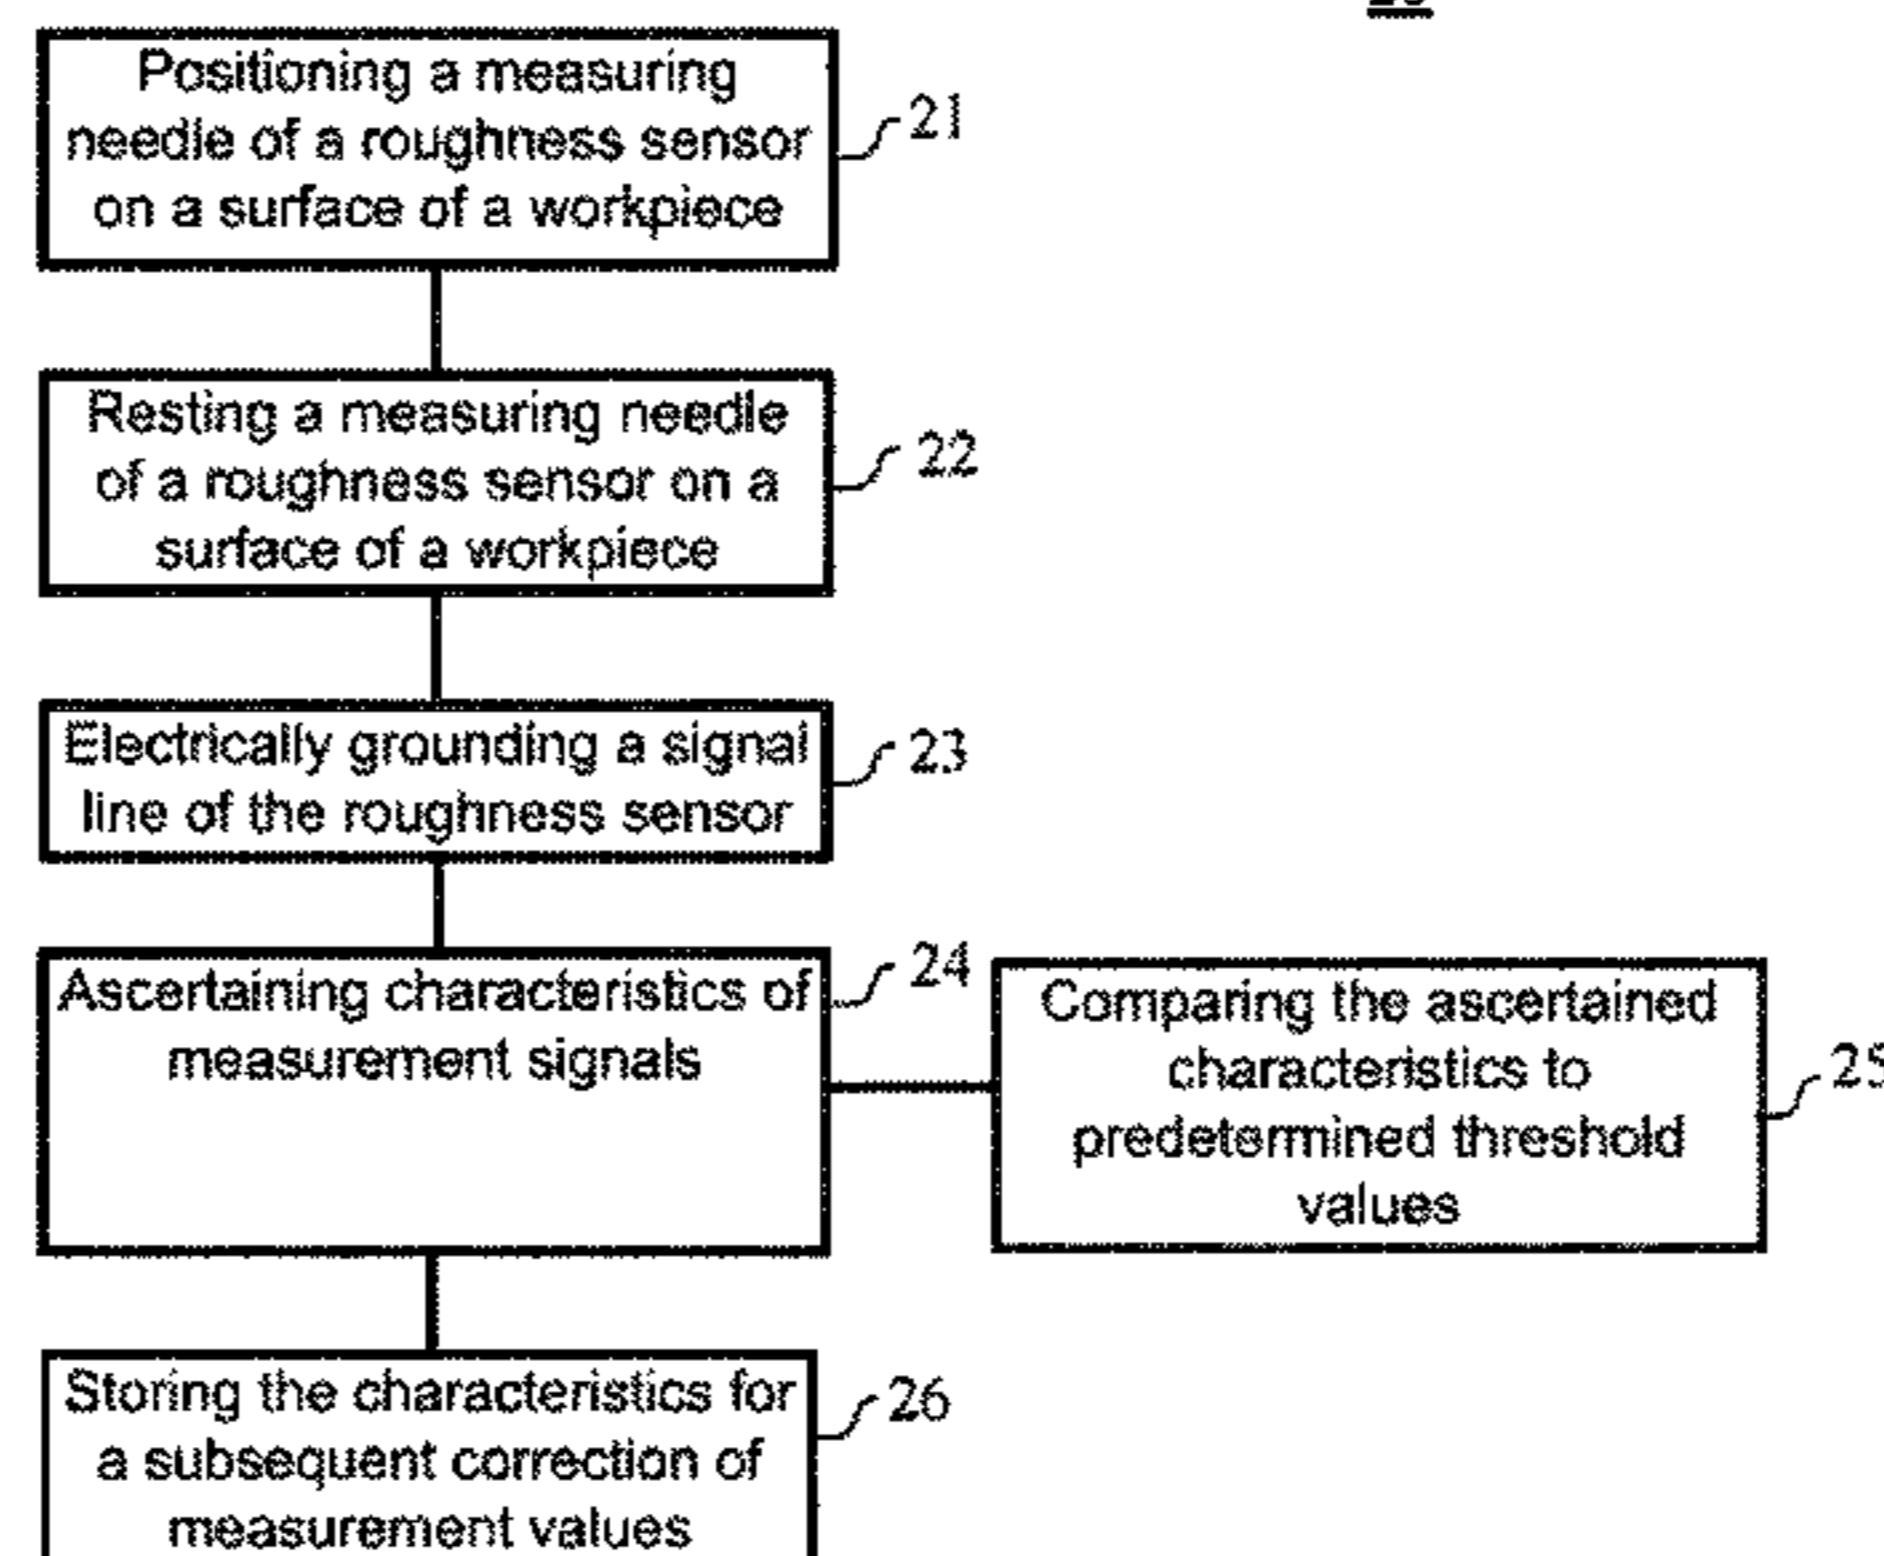 Positioning a measuring
needle of a roughness sensor
on a surface of a workpiece
21
Resting a measuring needle
of a roughness sensor on a
surface of a workpiece
22
Electrically grounding a signal
line of the roughness sensor
23
Ascertaining characteristics of
measurement signals
24
Comparing the ascertained
characteristics to
predetermined threshold
values
25
Storing the characteristics for
a subsequent correction of
measurement values
26